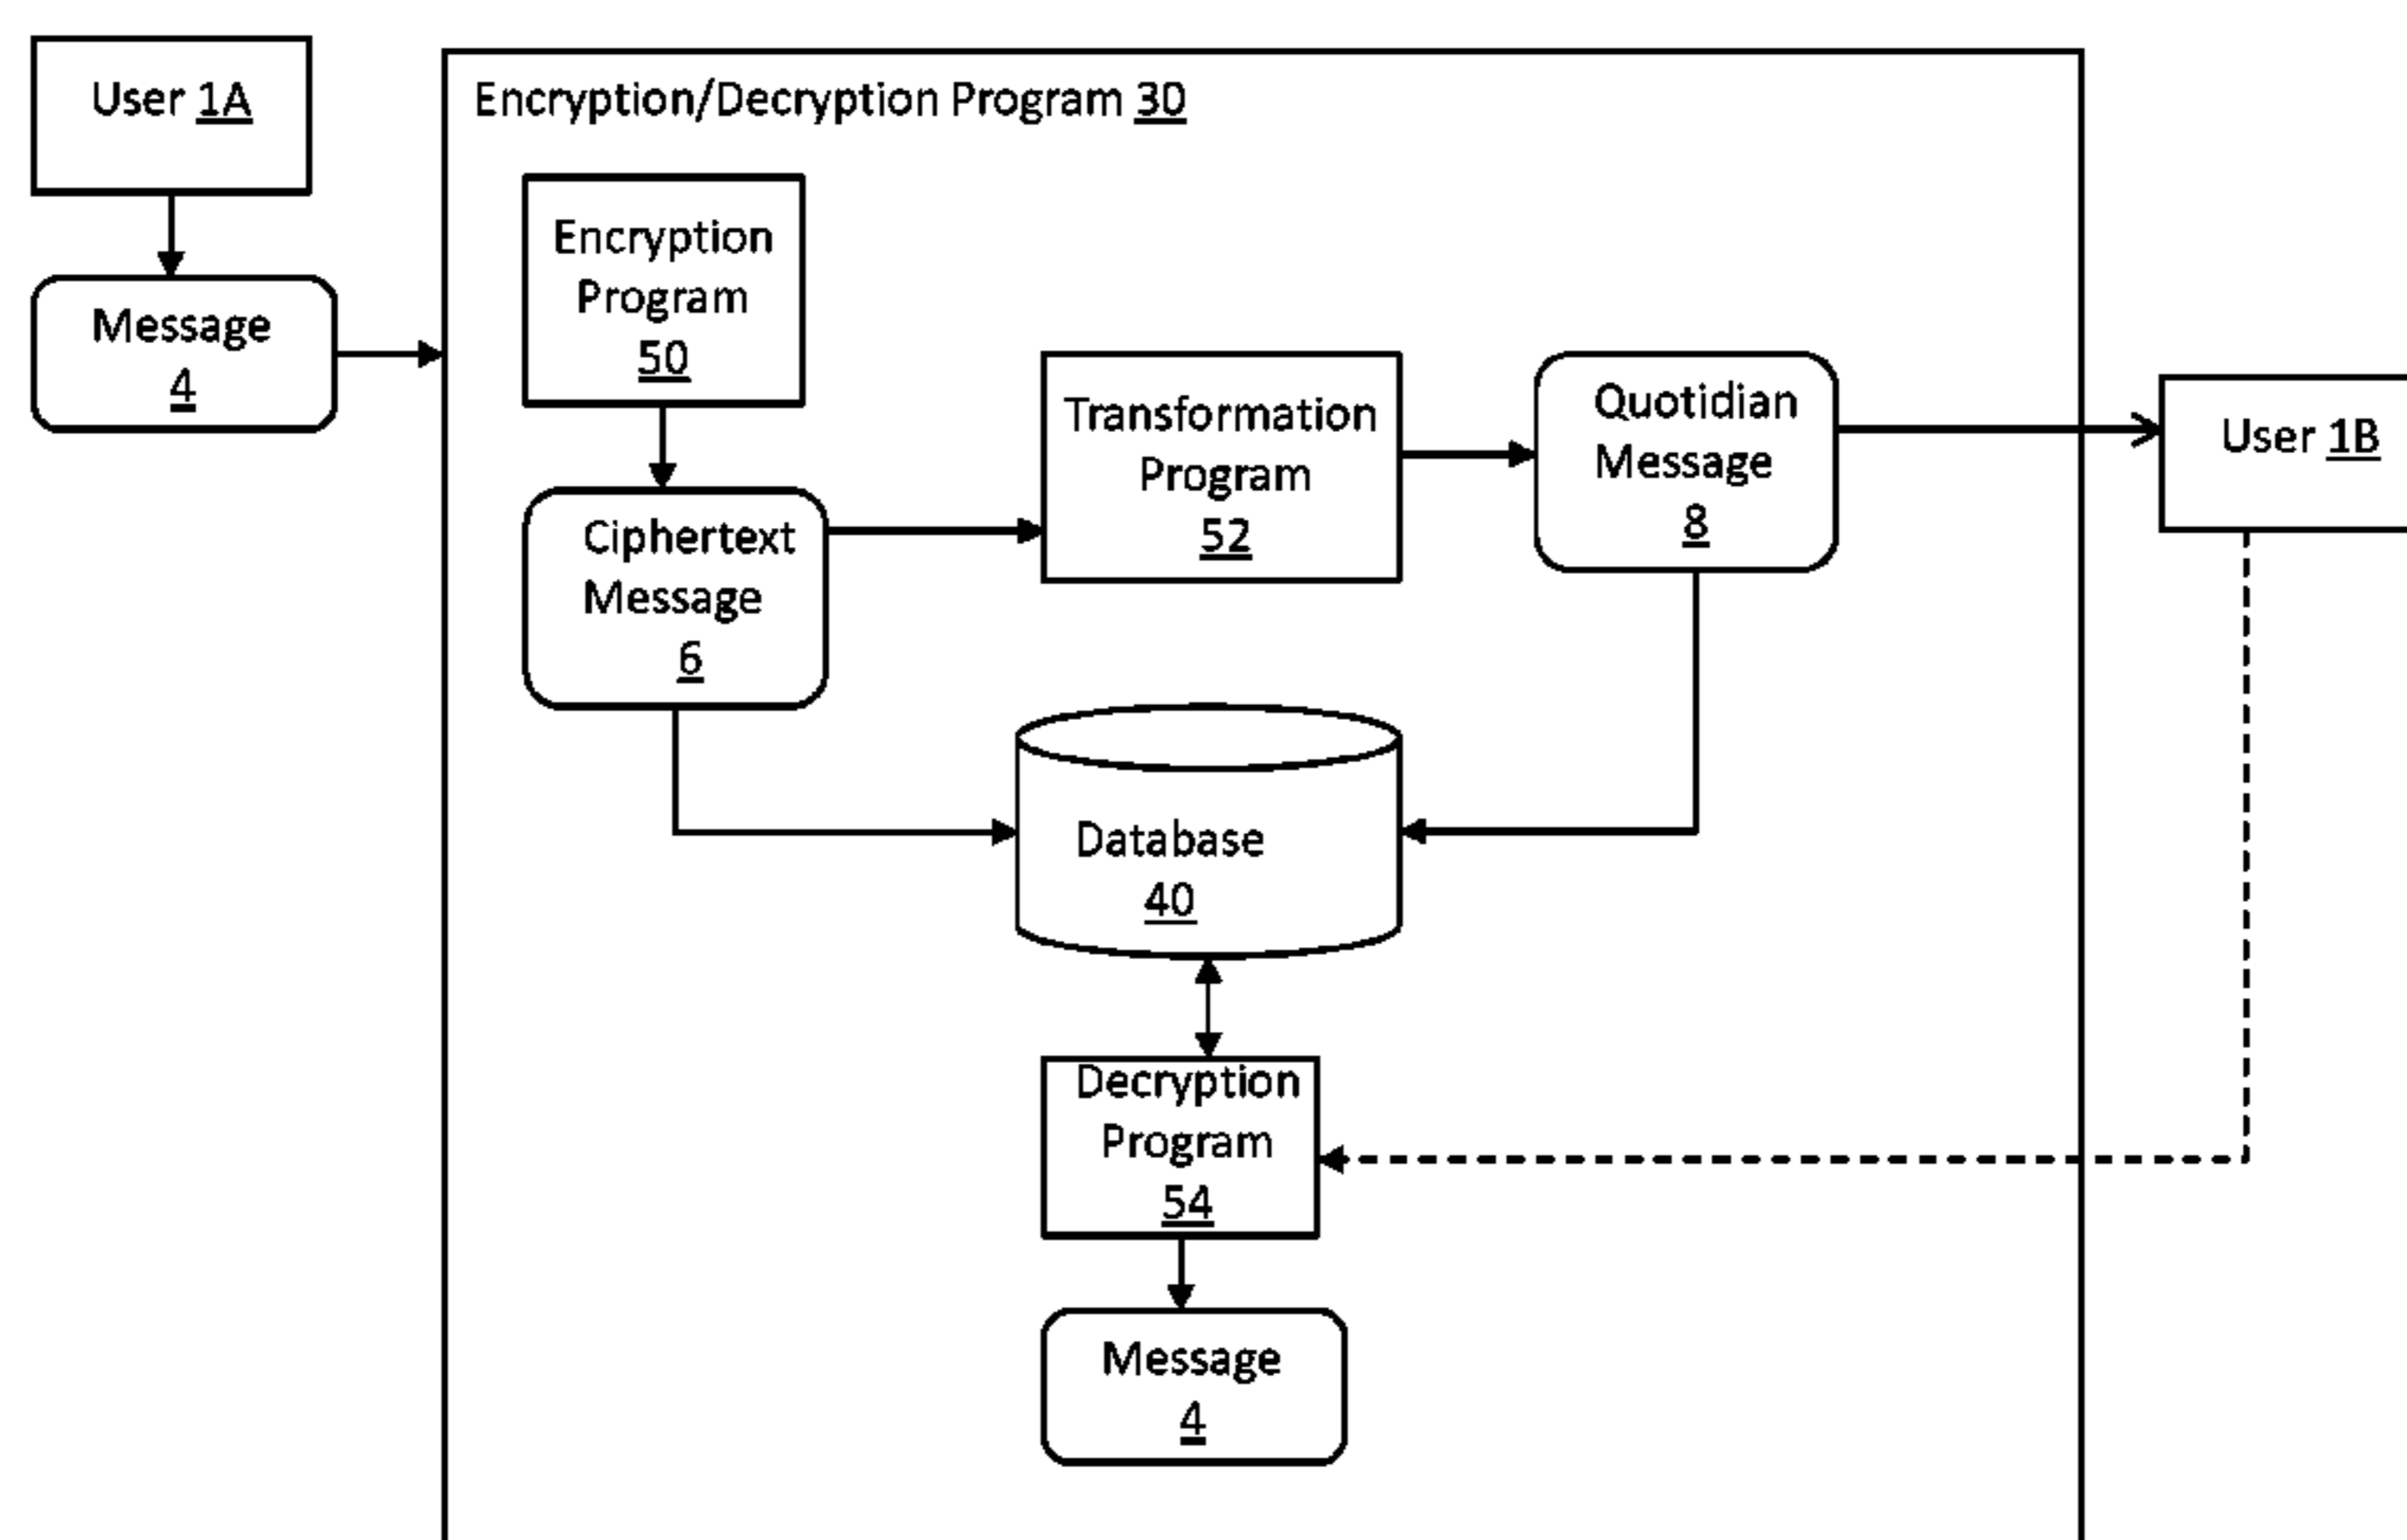 User 1A
Encryption/Decryption Program 30
Message
4
Encryption
Program
50
Ciphertext
Message
6
Transformation
Program
52
Quotidian
Message
8
User 1B
Database
40
Decryption
Program
54
Message
4